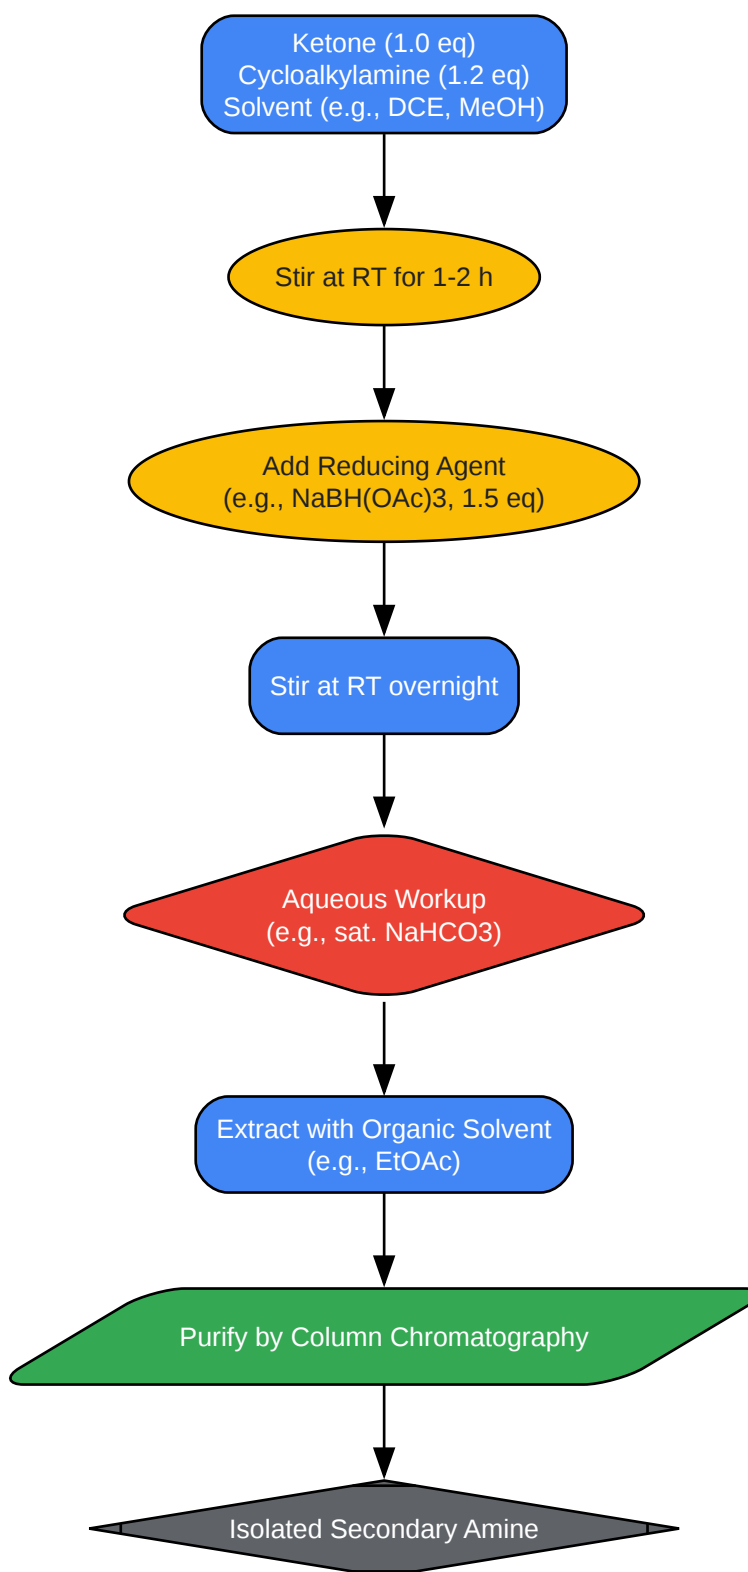 Ketone (1.0 eq)
Cycloalkylamine (1.2 eq)
Solvent (e.g., DCE, MeOH)
Stir at RT for 1-2 h
Add Reducing Agent
(e.g., NaBH(OAc)3, 1.5 eq)
Stir at RT overnight
Aqueous Workup
(e.g., sat. NaHCO3)
Extract with Organic Solvent
(e.g., EtOAc)
Purify by Column Chromatography
Isolated Secondary Amine